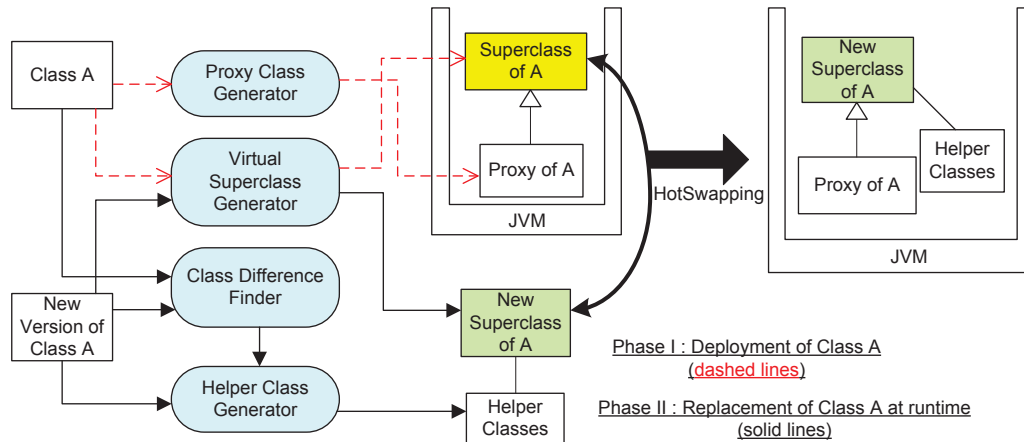 Class A
Proxy Class
Generator
Virtual
Superclass
Generator
Class Difference
Finder
New
Version of
Class A
Helper Class
Generator
Superclass
of A
Proxy of A
JVM
New
Superclass
of A
Helper
Classes
HotSwapping
New
Superclass
of A
Proxy of A
Helper
Classes
JVM
Phase I : Deployment of Class A
(dashed lines)
Phase II : Replacement of Class A at runtime
(solid lines)